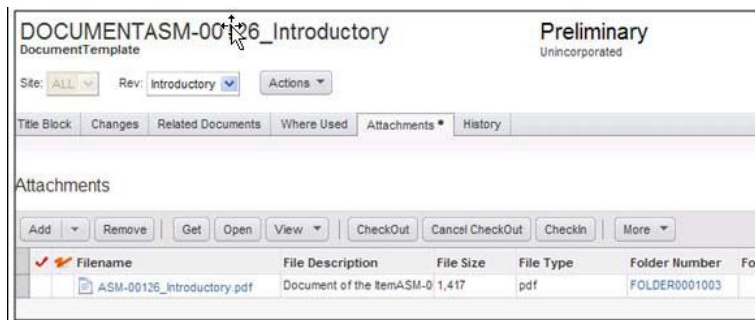 DOCUMENTASM-00126_Introductory Preliminary
DocumentTemplate Unincorporated
Site: ALL Rev: Introductory Actions
Title Block Changes Related Documents Where Used Attachments History
Attachments
Add Remove Get Open View CheckOut Cancel CheckOut CheckIn More
Filename File Description File Size File Type Folder Number Fo
ASM-00126_Introductory.pdf Document of the ItemASM-0 1,417 pdf FOLDER0001003